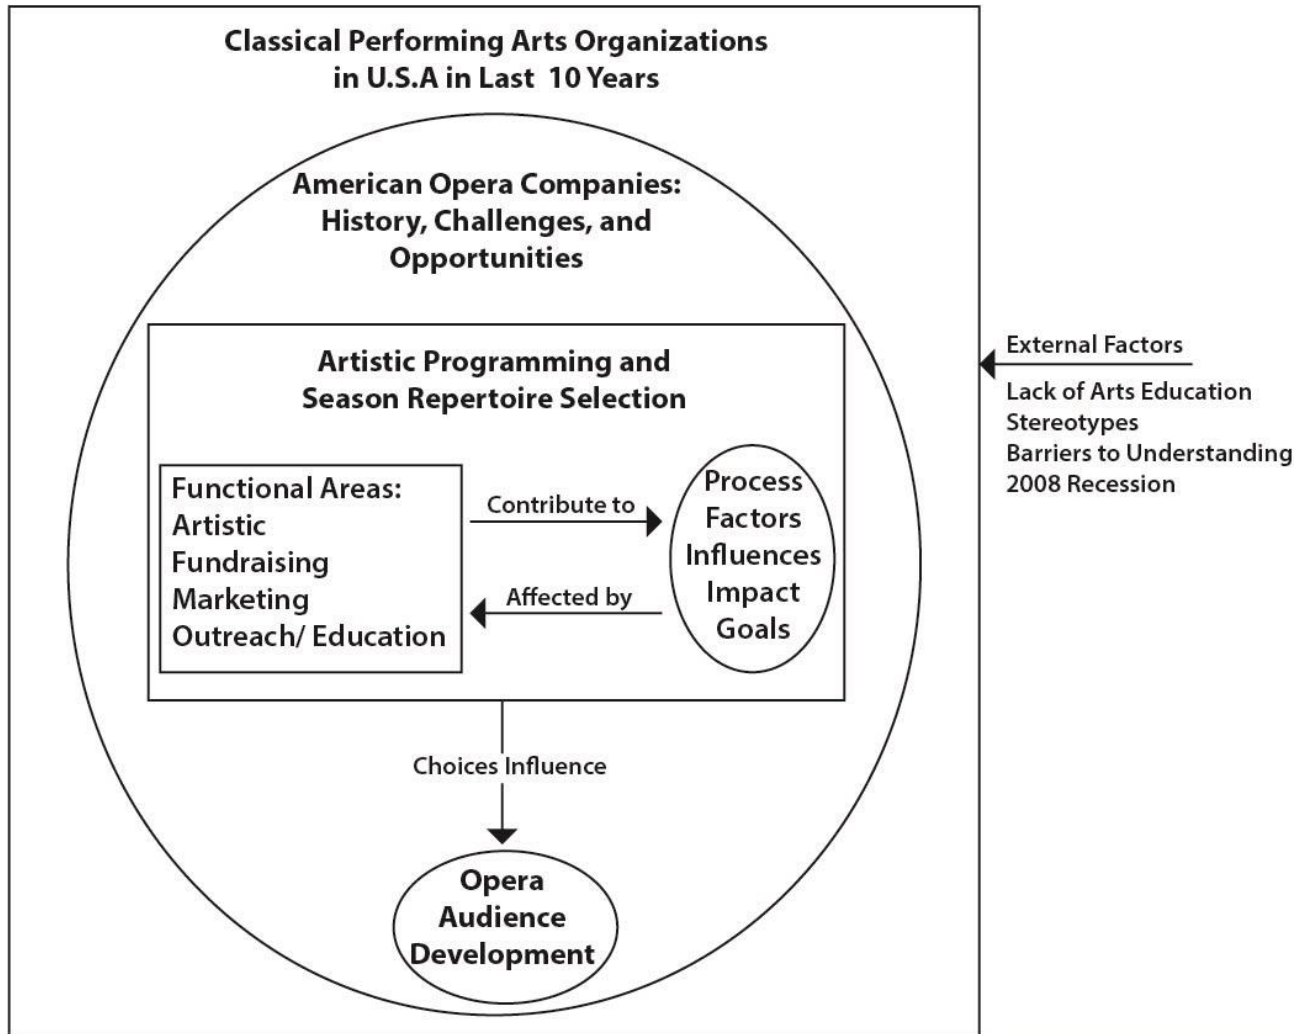 Classical Performing Arts Organizations
in U.S.A in Last 10 Years
American Opera Companies:
History, Challenges, and
Opportunities
Artistic Programming and
Season Repertoire Selection
Functional Areas:
Artistic
Fundraising
Marketing
Outreach/ Education
Contribute to
Affected by
Process
Factors
Influences
Impact
Goals
Choices Influence
Opera
Audience
Development
External Factors
Lack of Arts Education
Stereotypes
Barriers to Understanding
2008 Recession